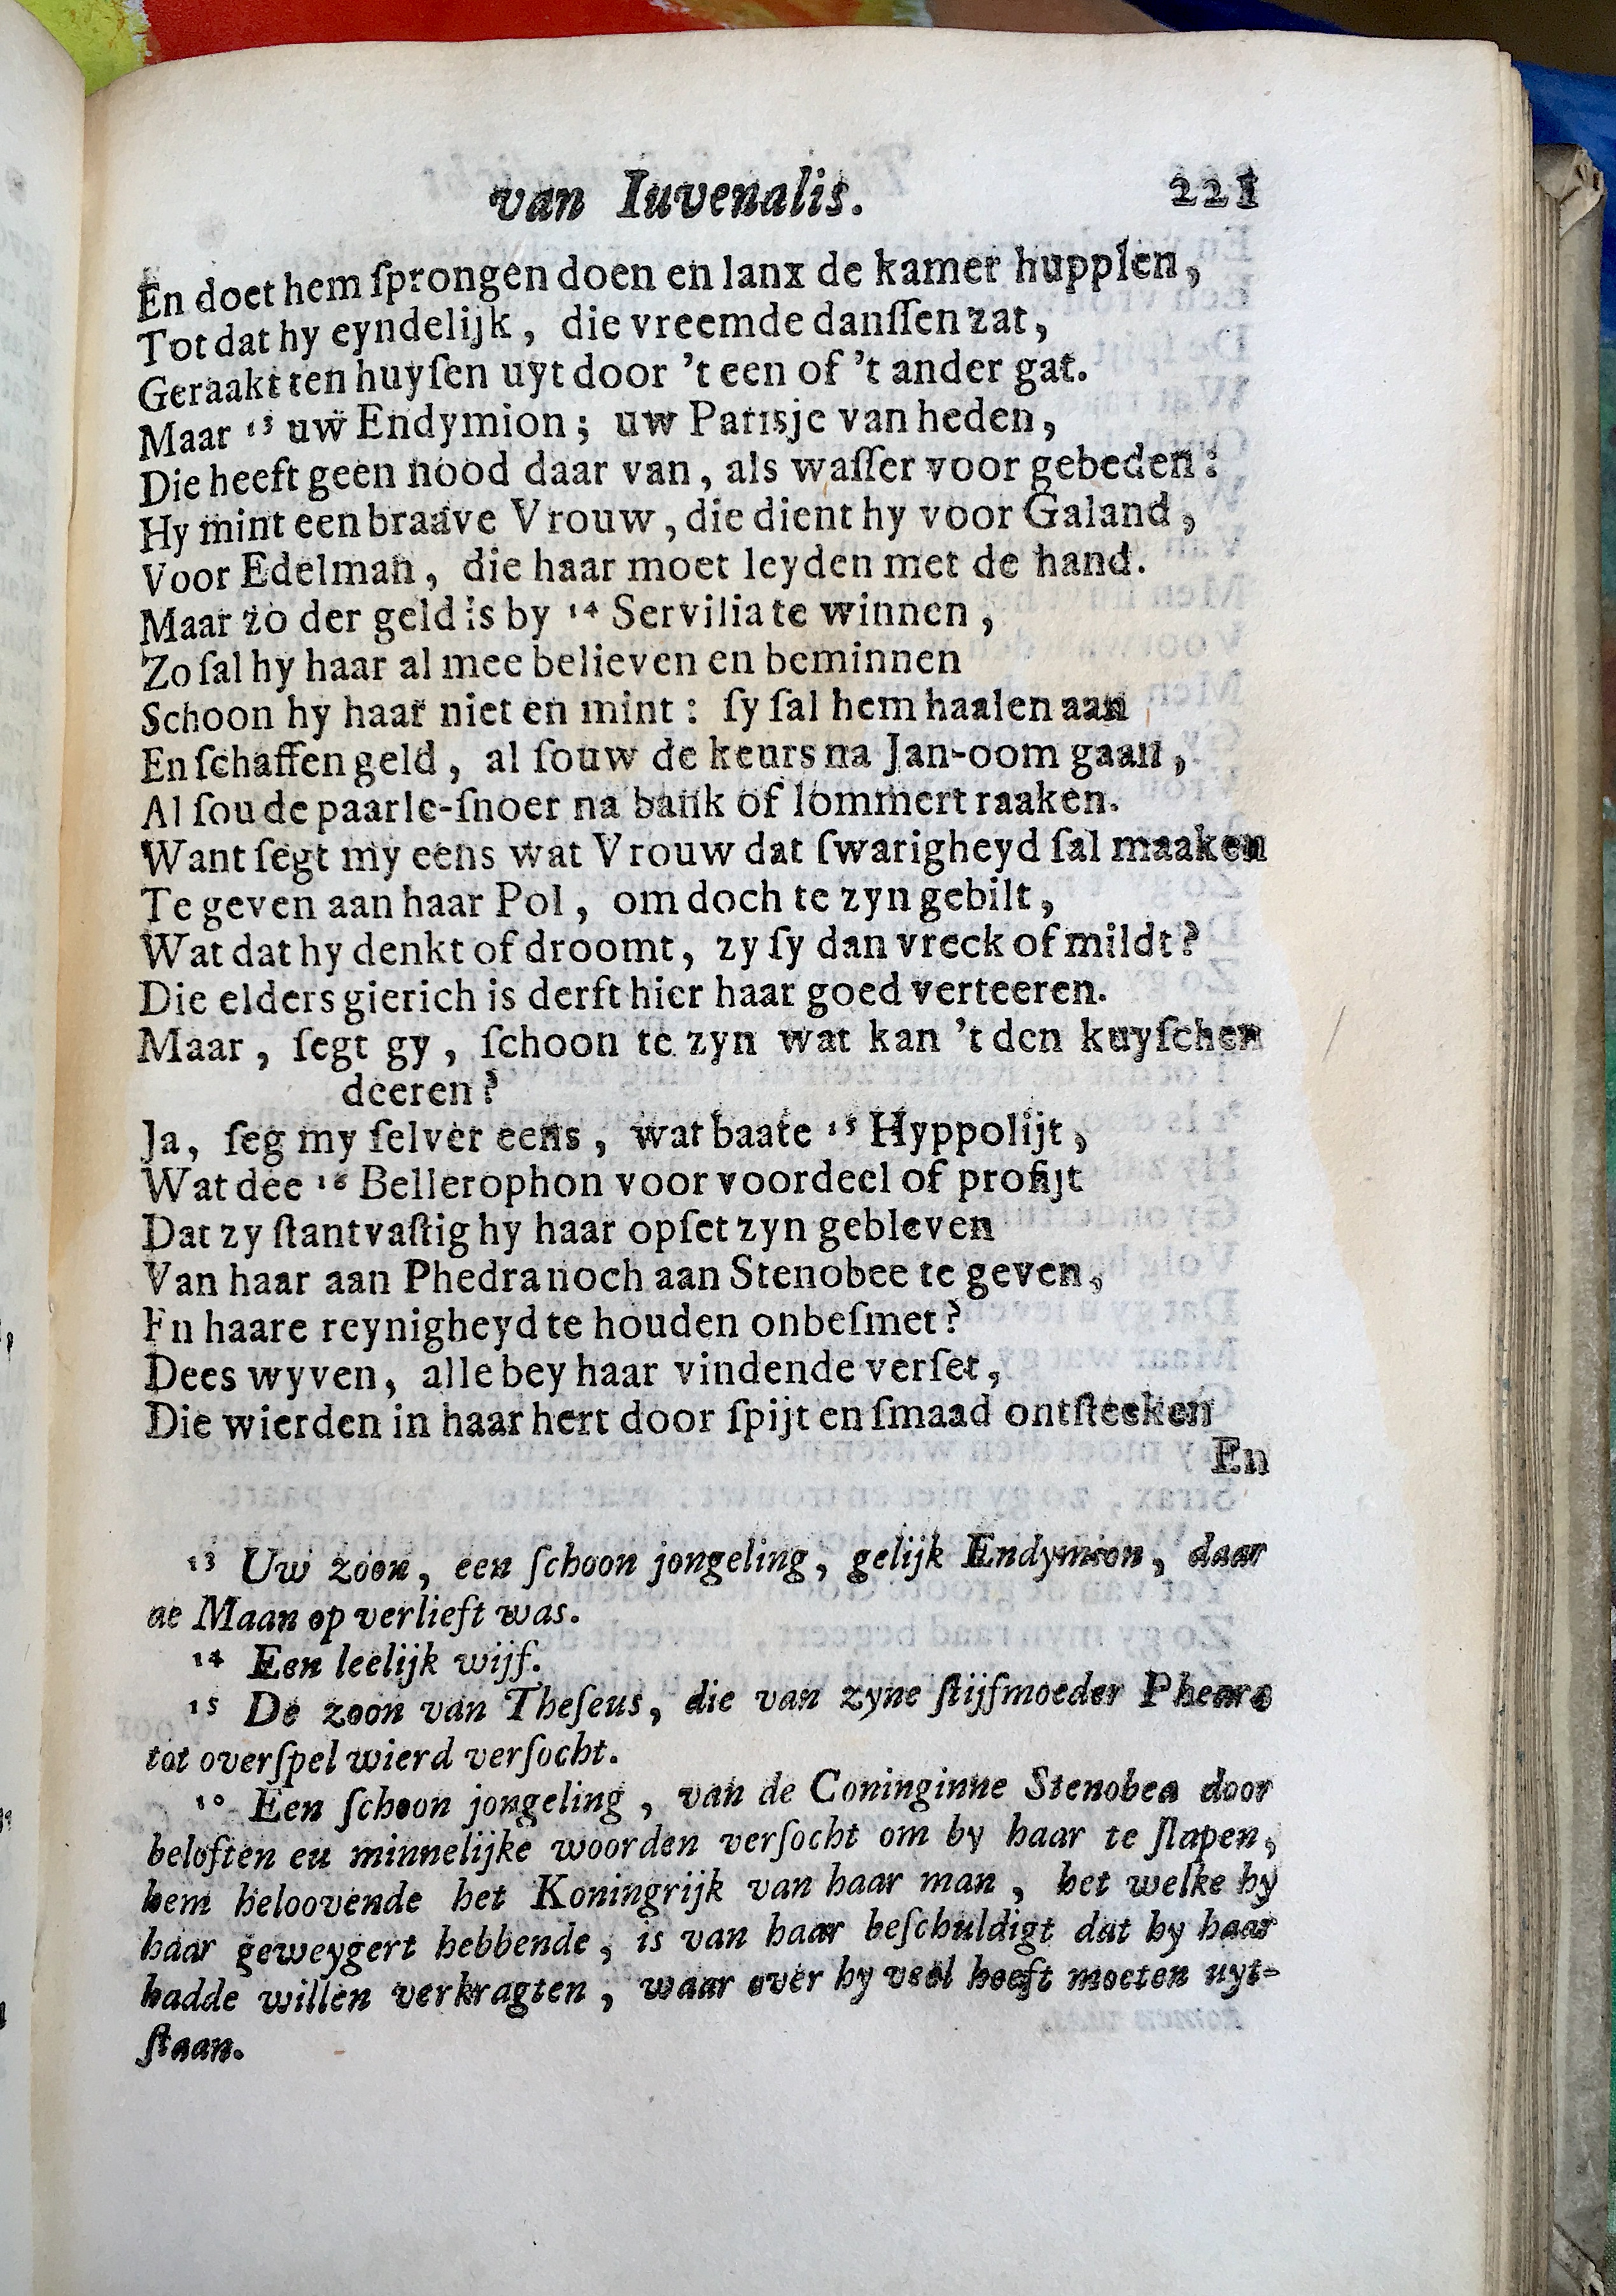 van Iuvenalis. 221
En doet hem ſprongen doen en lanx de kamer hupplen,
Tot dat hy eyndelijk, die vreemde danſſen zat,
Geraakt ten huyſen uyt door 't een of 't ander gat.
Maar ¹³ uw Endymion; uw Parisje van heden,
Die heeft geen nood daar van, als waſſer voor gebeden:
Hy mint een braave Vrouw, die dient hy voor Galand,
Voor Edelman, die haar moet leyden met de hand.
Maar zo der geld is by ¹⁴ Servilia te winnen,
Zo ſal hy haar al mee believen en beminnen
Schoon hy haar niet en mint: ſy ſal hem haalen aan
En ſchaffen geld, al ſouw de keurs na Jan-oom gaan,
Al ſou de paarle-ſnoer na bank of lommert raaken.
Want ſegt my eens wat Vrouw dat ſwarigheyd ſal maaken
Te geven aan haar Pol, om doch te zyn gebilt,
Wat dat hy denkt of droomt, zy ſy dan vreck of mildt?
Die elders gierich is derft hier haar goed verteeren.
Maar, ſegt gy, ſchoon te zyn wat kan 't den kuyſchen
deeren?
Ja, ſeg my ſelver eens, wat baate ¹⁵ Hyppolijt,
Wat dee ¹⁶ Bellerophon voor voordeel of profijt
Dat zy ſtantvaſtig hy haar opſet zyn gebleven
Van haar aan Phedra noch aan Stenobee te geven,
En haare reynigheyd te houden onbeſmet?
Dees wyven, alle bey haar vindende verſet,
Die wierden in haar hert door ſpijt en ſmaad ontſteeken
En
¹³ Uw zoon, een ſchoon jongeling, gelijk Endymion, daar
de Maan op verlieft was.
¹⁴ Een leelijk wijf.
¹⁵ De zoon van Theſeus, die van zyne ſtijfmoeder
tot overſpel wierd verſocht.
¹⁶ Een ſchoon jongeling, van de Coninginne Stenobea door
beloften eu minnelijke woorden verſocht om by haar te ſlapen,
hem beloovende het Koningrijk van haar man, het welke hy
haar geweygert hebbende, is van haar beſchuldigt dat hy haar
hadde willen verkragten, waar over hy veel heeft moeten uyt-
ſtaan.